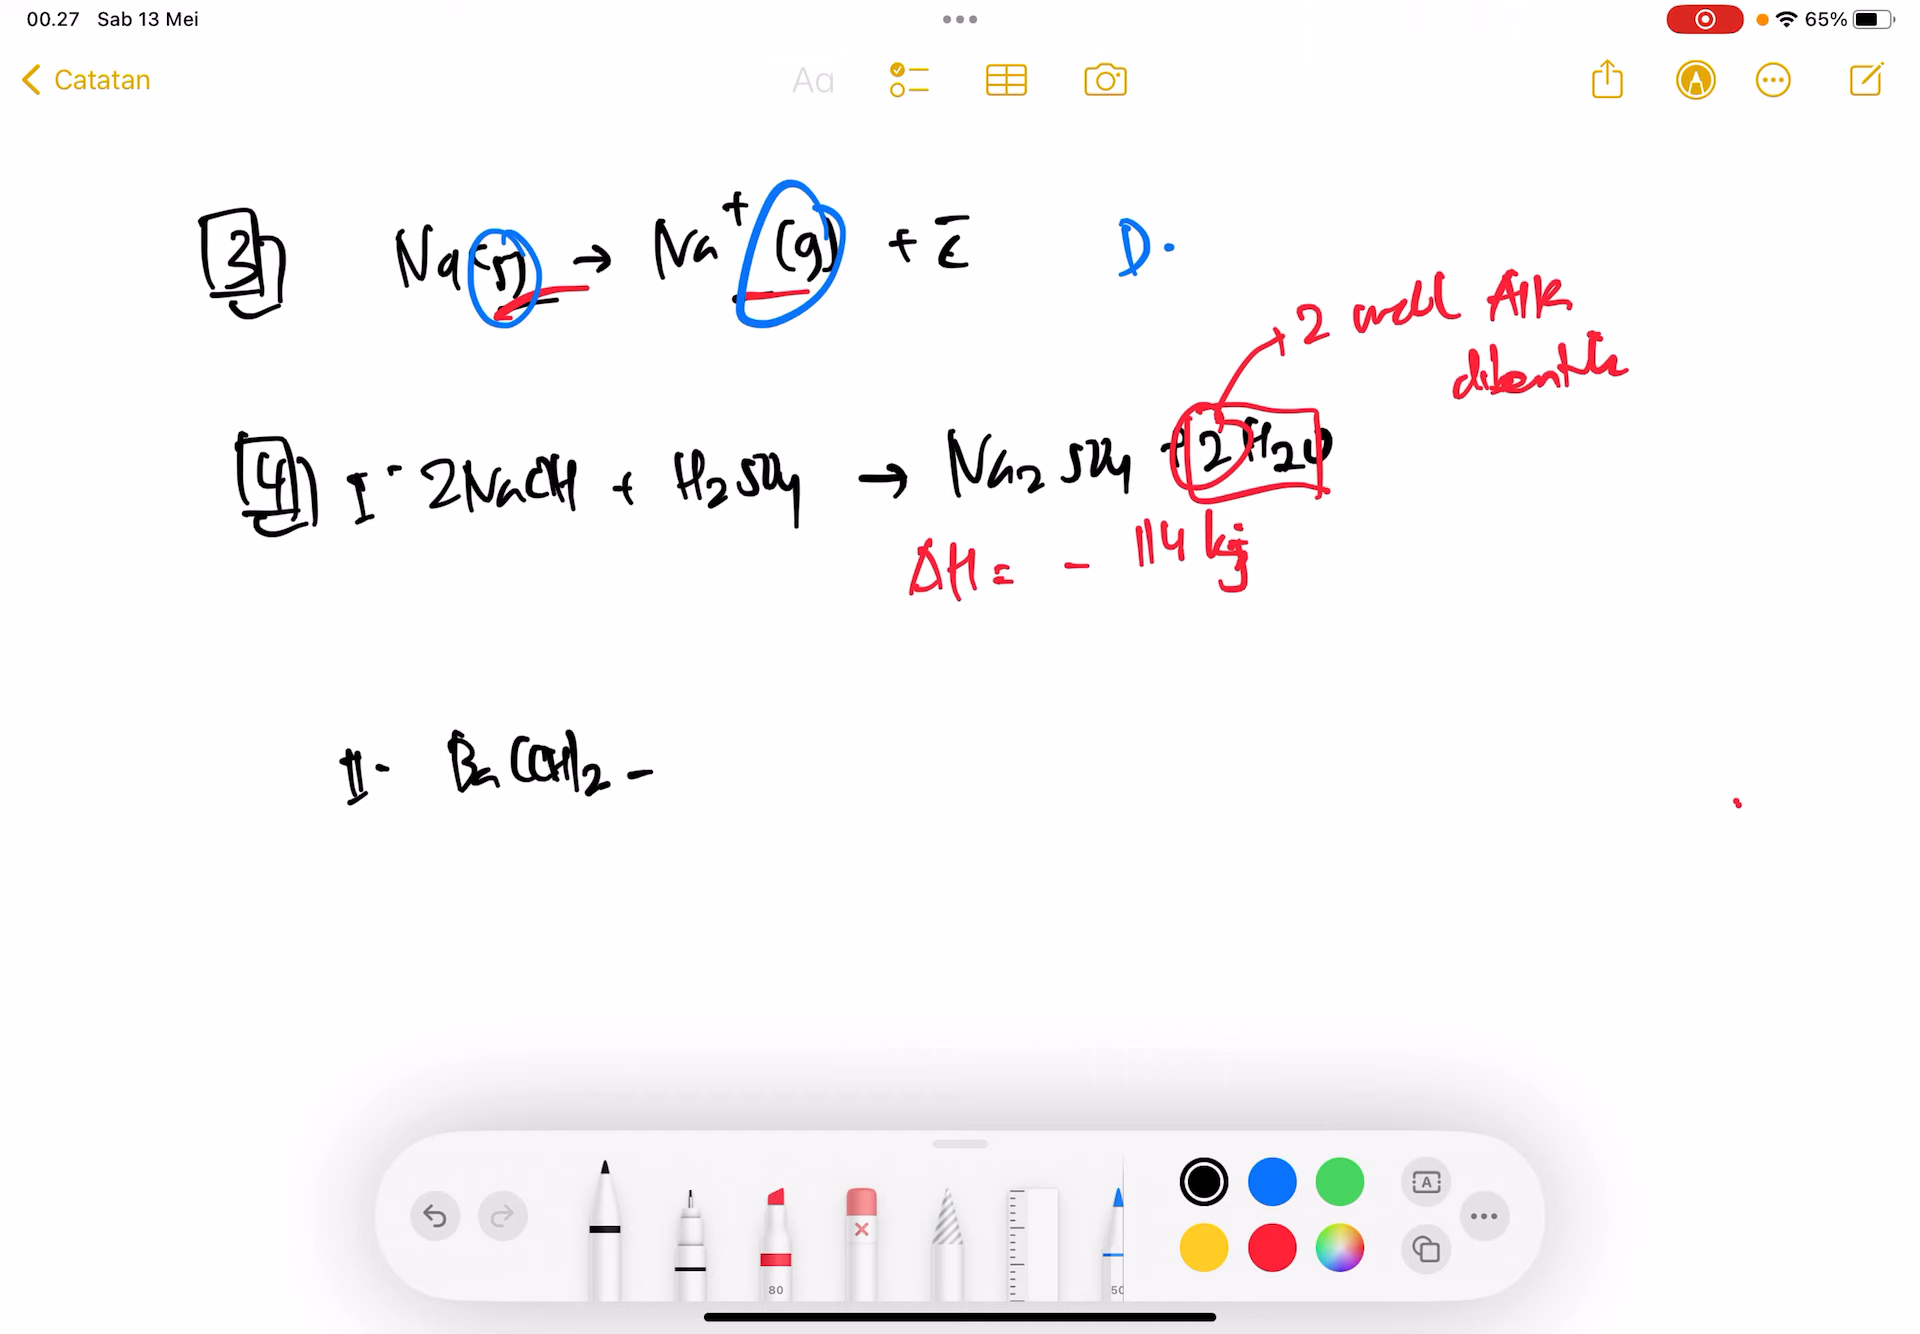 00.27 Sab 13 Mei
65%
Catatan
Aa
3) Na(s) → Na⁺(g) + e̅ D.
+2 mol Air
dibentuk
4) I. 2NaOH + H₂SO₄ → Na₂SO₄ + 2H₂O
ΔH = - 114 kj
II. Ba(OH)₂ -
A
80
50